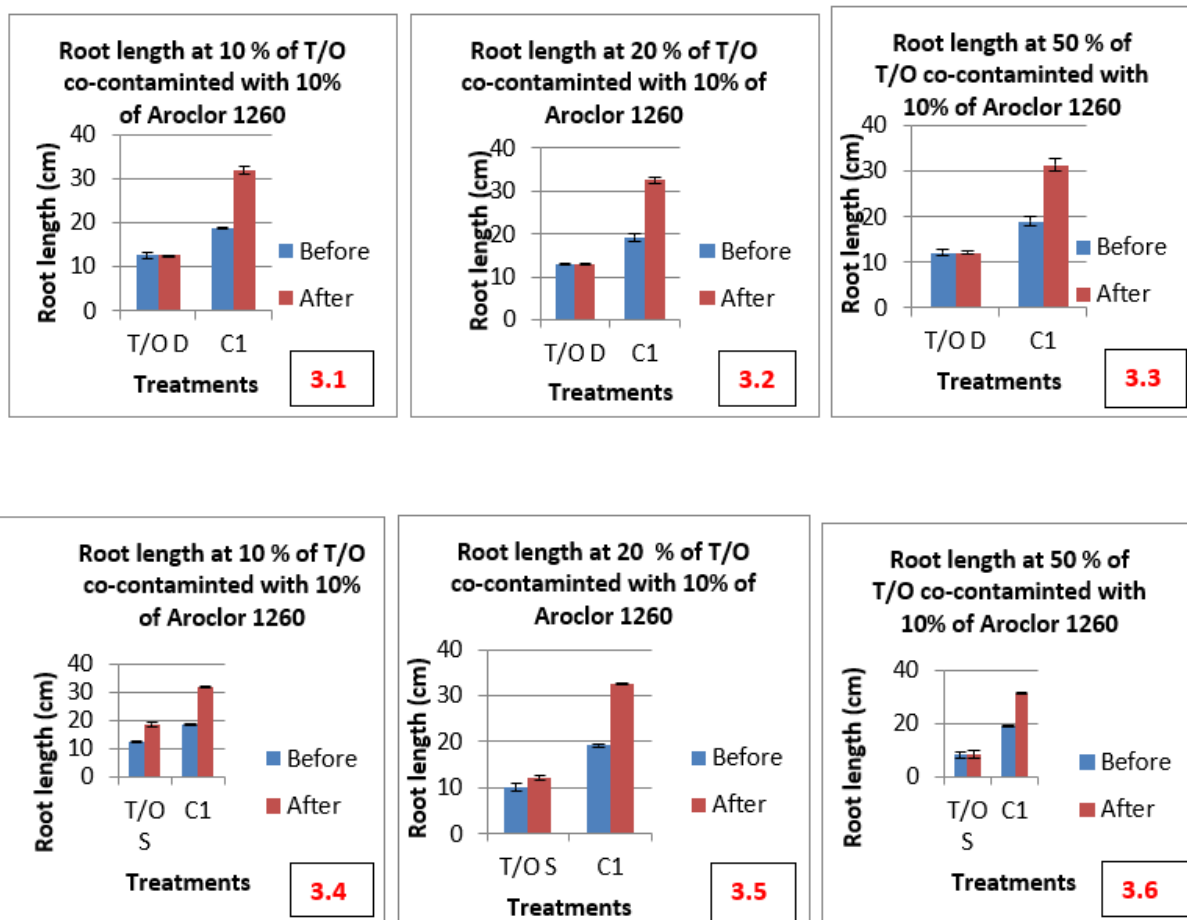 Root length at 10 % of T/O
co-contaminted with 10%
of Aroclor 1260
40
30
20
10
0
Root length (cm)
T/O D C1
Before
After
Treatments
3.1
Root length at 20 % of T/O
co-contaminted with 10% of
Aroclor 1260
40
30
20
10
0
Root length (cm)
T/O D C1
Before
After
Treatments
3.2
Root length at 50 % of
T/O co-contaminted with
10% of Aroclor 1260
40
30
20
10
0
Root length (cm)
T/O D C1
Before
After
Treatments
3.3
Root length at 10 % of T/O
co-contaminted with 10%
of Aroclor 1260
40
30
20
10
0
Root length (cm)
T/O C1
S
Before
After
Treatments
3.4
Root length at 20 % of T/O
co-contaminted with 10% of
Aroclor 1260
40
30
20
10
0
Root length (cm)
T/O S C1
Before
After
Treatments
3.5
Root length at 50 % of
T/O co-contaminted with
10% of Aroclor 1260
40
20
0
Root length (cm)
T/O C1
S
Before
After
Treatments
3.6